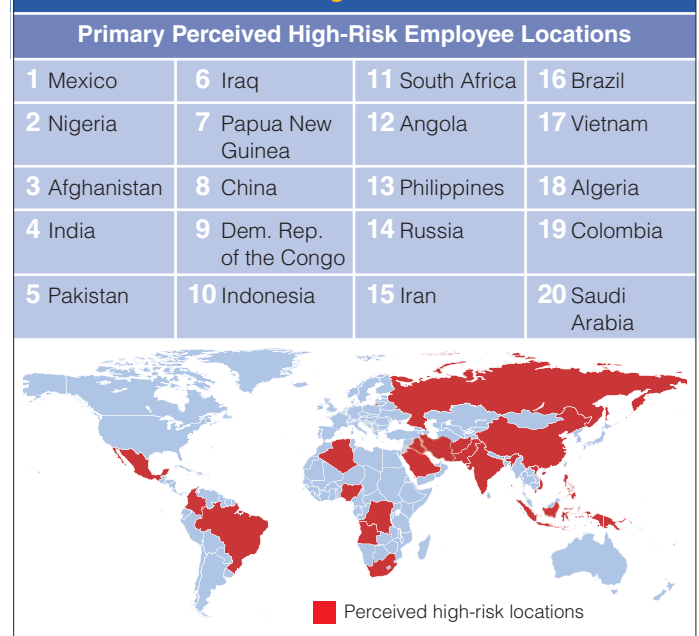 Primary Perceived High-Risk Employee Locations
1 Mexico
6 Iraq
11 South Africa
16 Brazil
2 Nigeria
7 Papua New
Guinea
12 Angola
17 Vietnam
3 Afghanistan
8 China
13 Philippines
18 Algeria
4 India
9 Dem. Rep.
of the Congo
14 Russia
19 Colombia
5 Pakistan
10 Indonesia
15 Iran
20 Saudi
Arabia
Perceived high-risk locations